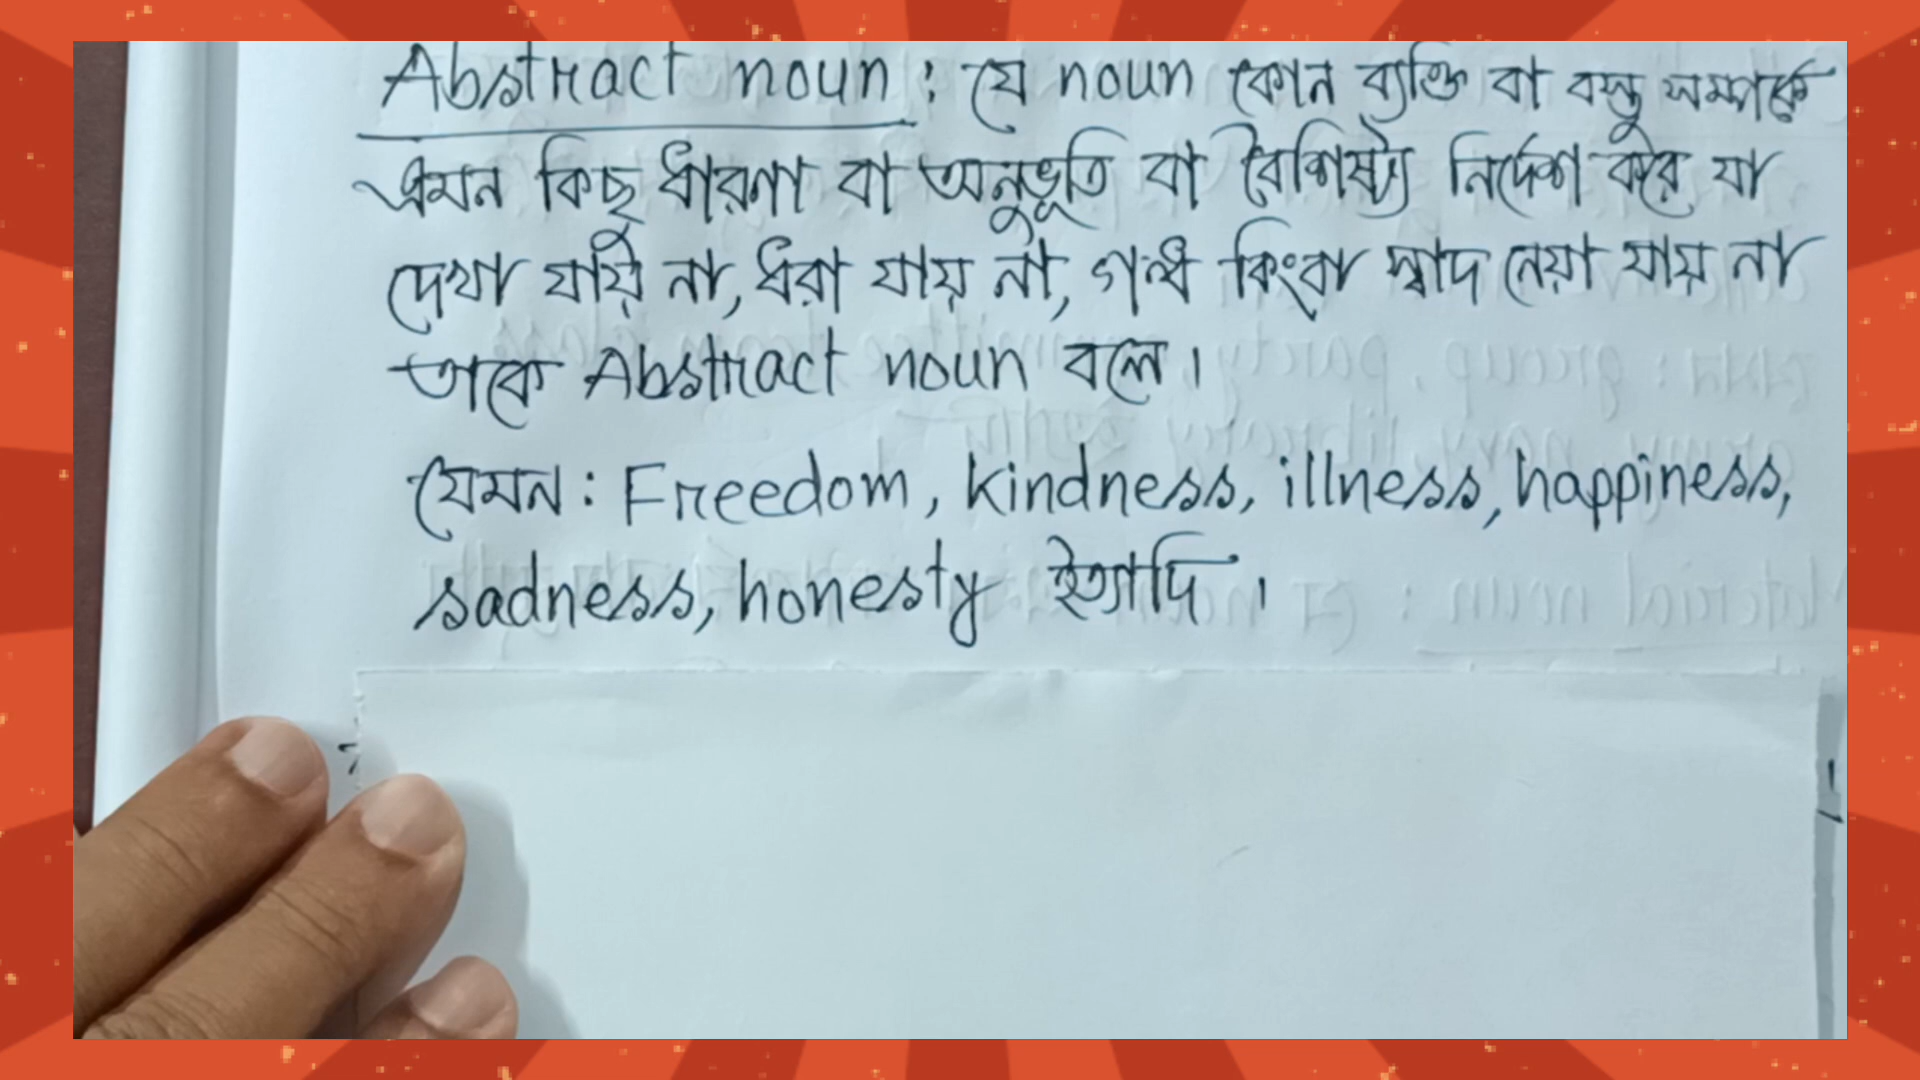 Abstract noun : যে noun কোন ব্যক্তি বা বস্তু সম্পর্কে
এমন কিছু ধারণা বা অনুভূতি বা বৈশিষ্ট্য নির্দেশ করে যা
দেখা যায় না, ধরা যায় না, গন্ধ কিংবা স্বাদ নেয়া যায় না
তাকে Abstract noun বলে।
যেমন : Freedom, kindness, illness, happiness,
sadness, honesty ইত্যাদি ।